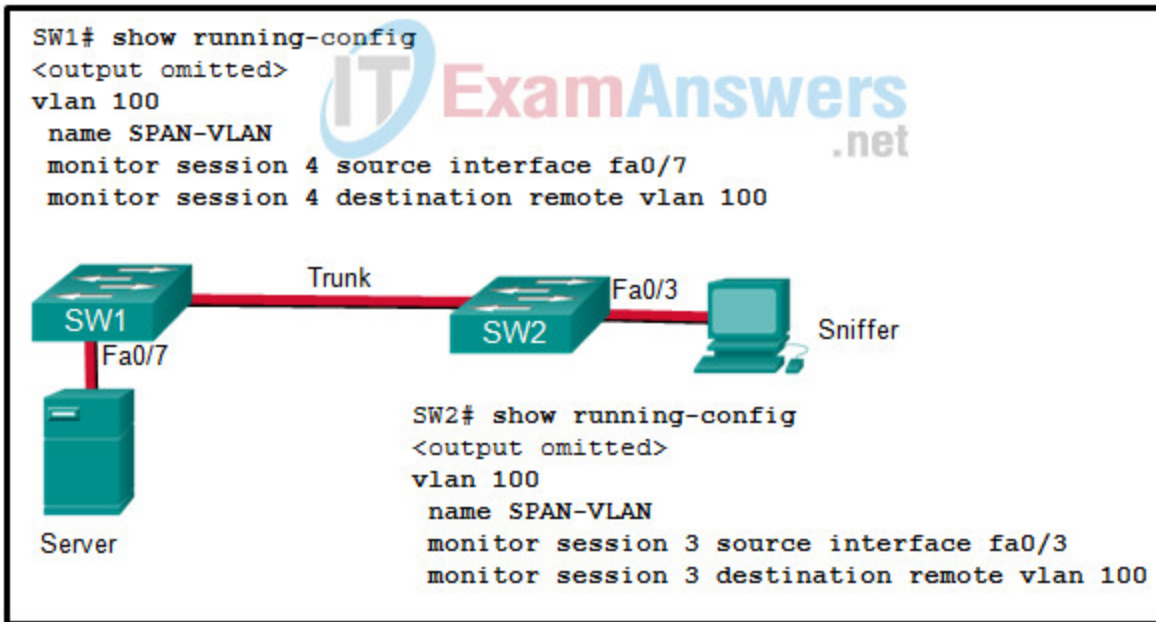 SW1# show running-config
<output omitted>
vlan 100
name SPAN-VLAN
monitor session 4 source interface fa0/7
monitor session 4 destination remote vlan 100
ITExamAnswers
.net
Trunk
SW1
SW2
Fa0/3
Sniffer
Fa0/7
Server
SW2# show running-config
<output omitted>
vlan 100
name SPAN-VLAN
monitor session 3 source interface fa0/3
monitor session 3 destination remote vlan 100